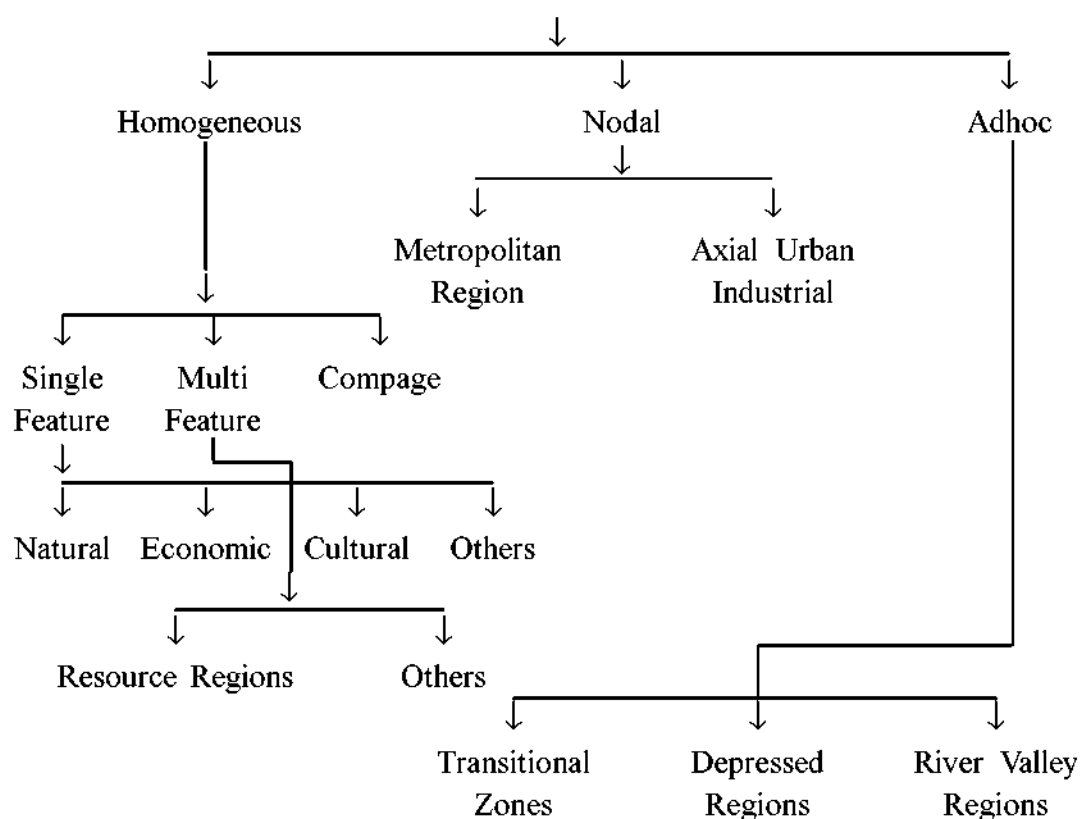 Homogeneous Nodal Adhoc
Metropolitan Axial Urban
Region Industrial
Single Multi Compage
Feature Feature
Natural Economic Cultural Others
Resource Regions Others
Transitional Depressed River Valley
Zones Regions Regions